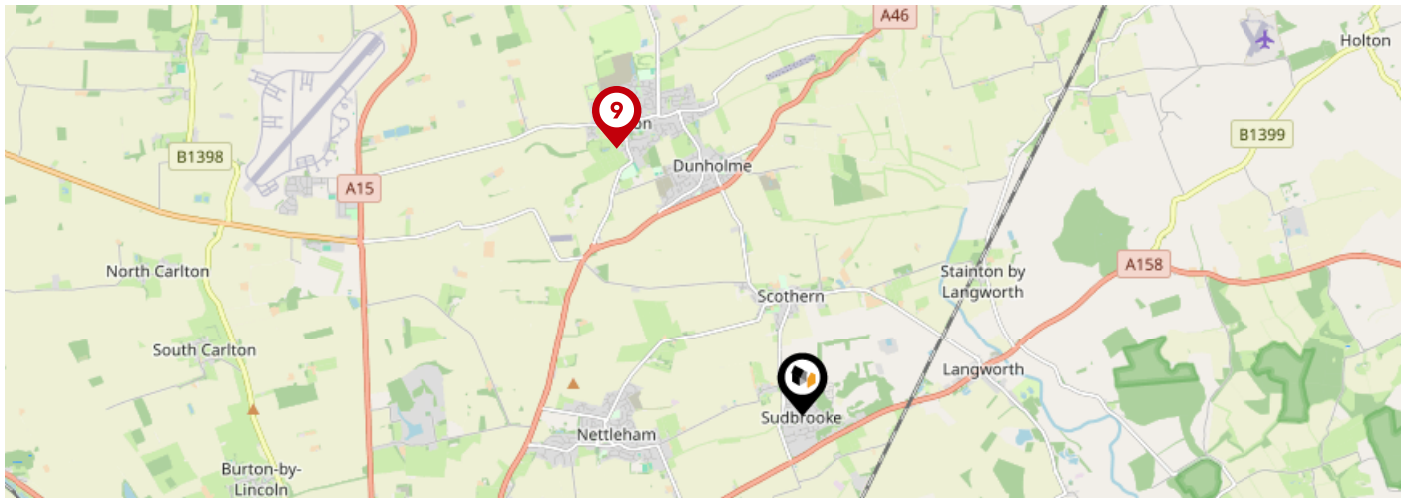 A46
Holton
9
on
B1399
B1398
Dunholme
A15
North Carlton
A158
Stainton by
Langworth
Scothern
South Carlton
Langworth
Sudbrooke
Nettleham
Burton-by-
Lincoln